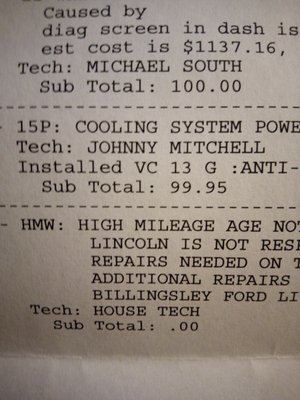 Caused by
diag screen in dash is
est cost is $1137.16,
Tech: MICHAEL SOUTH
Sub Total: 100.00
- 15P: COOLING SYSTEM POWE
Tech: JOHNNY MITCHELL
Installed VC 13 G :ANTI-
Sub Total: 99.95
- HMW: HIGH MILEAGE AGE NOT
LINCOLN IS NOT RESP
REPAIRS NEEDED ON T
ADDITIONAL REPAIRS
BILLINGSLEY FORD LI
Tech: HOUSE TECH
Sub Total: .00